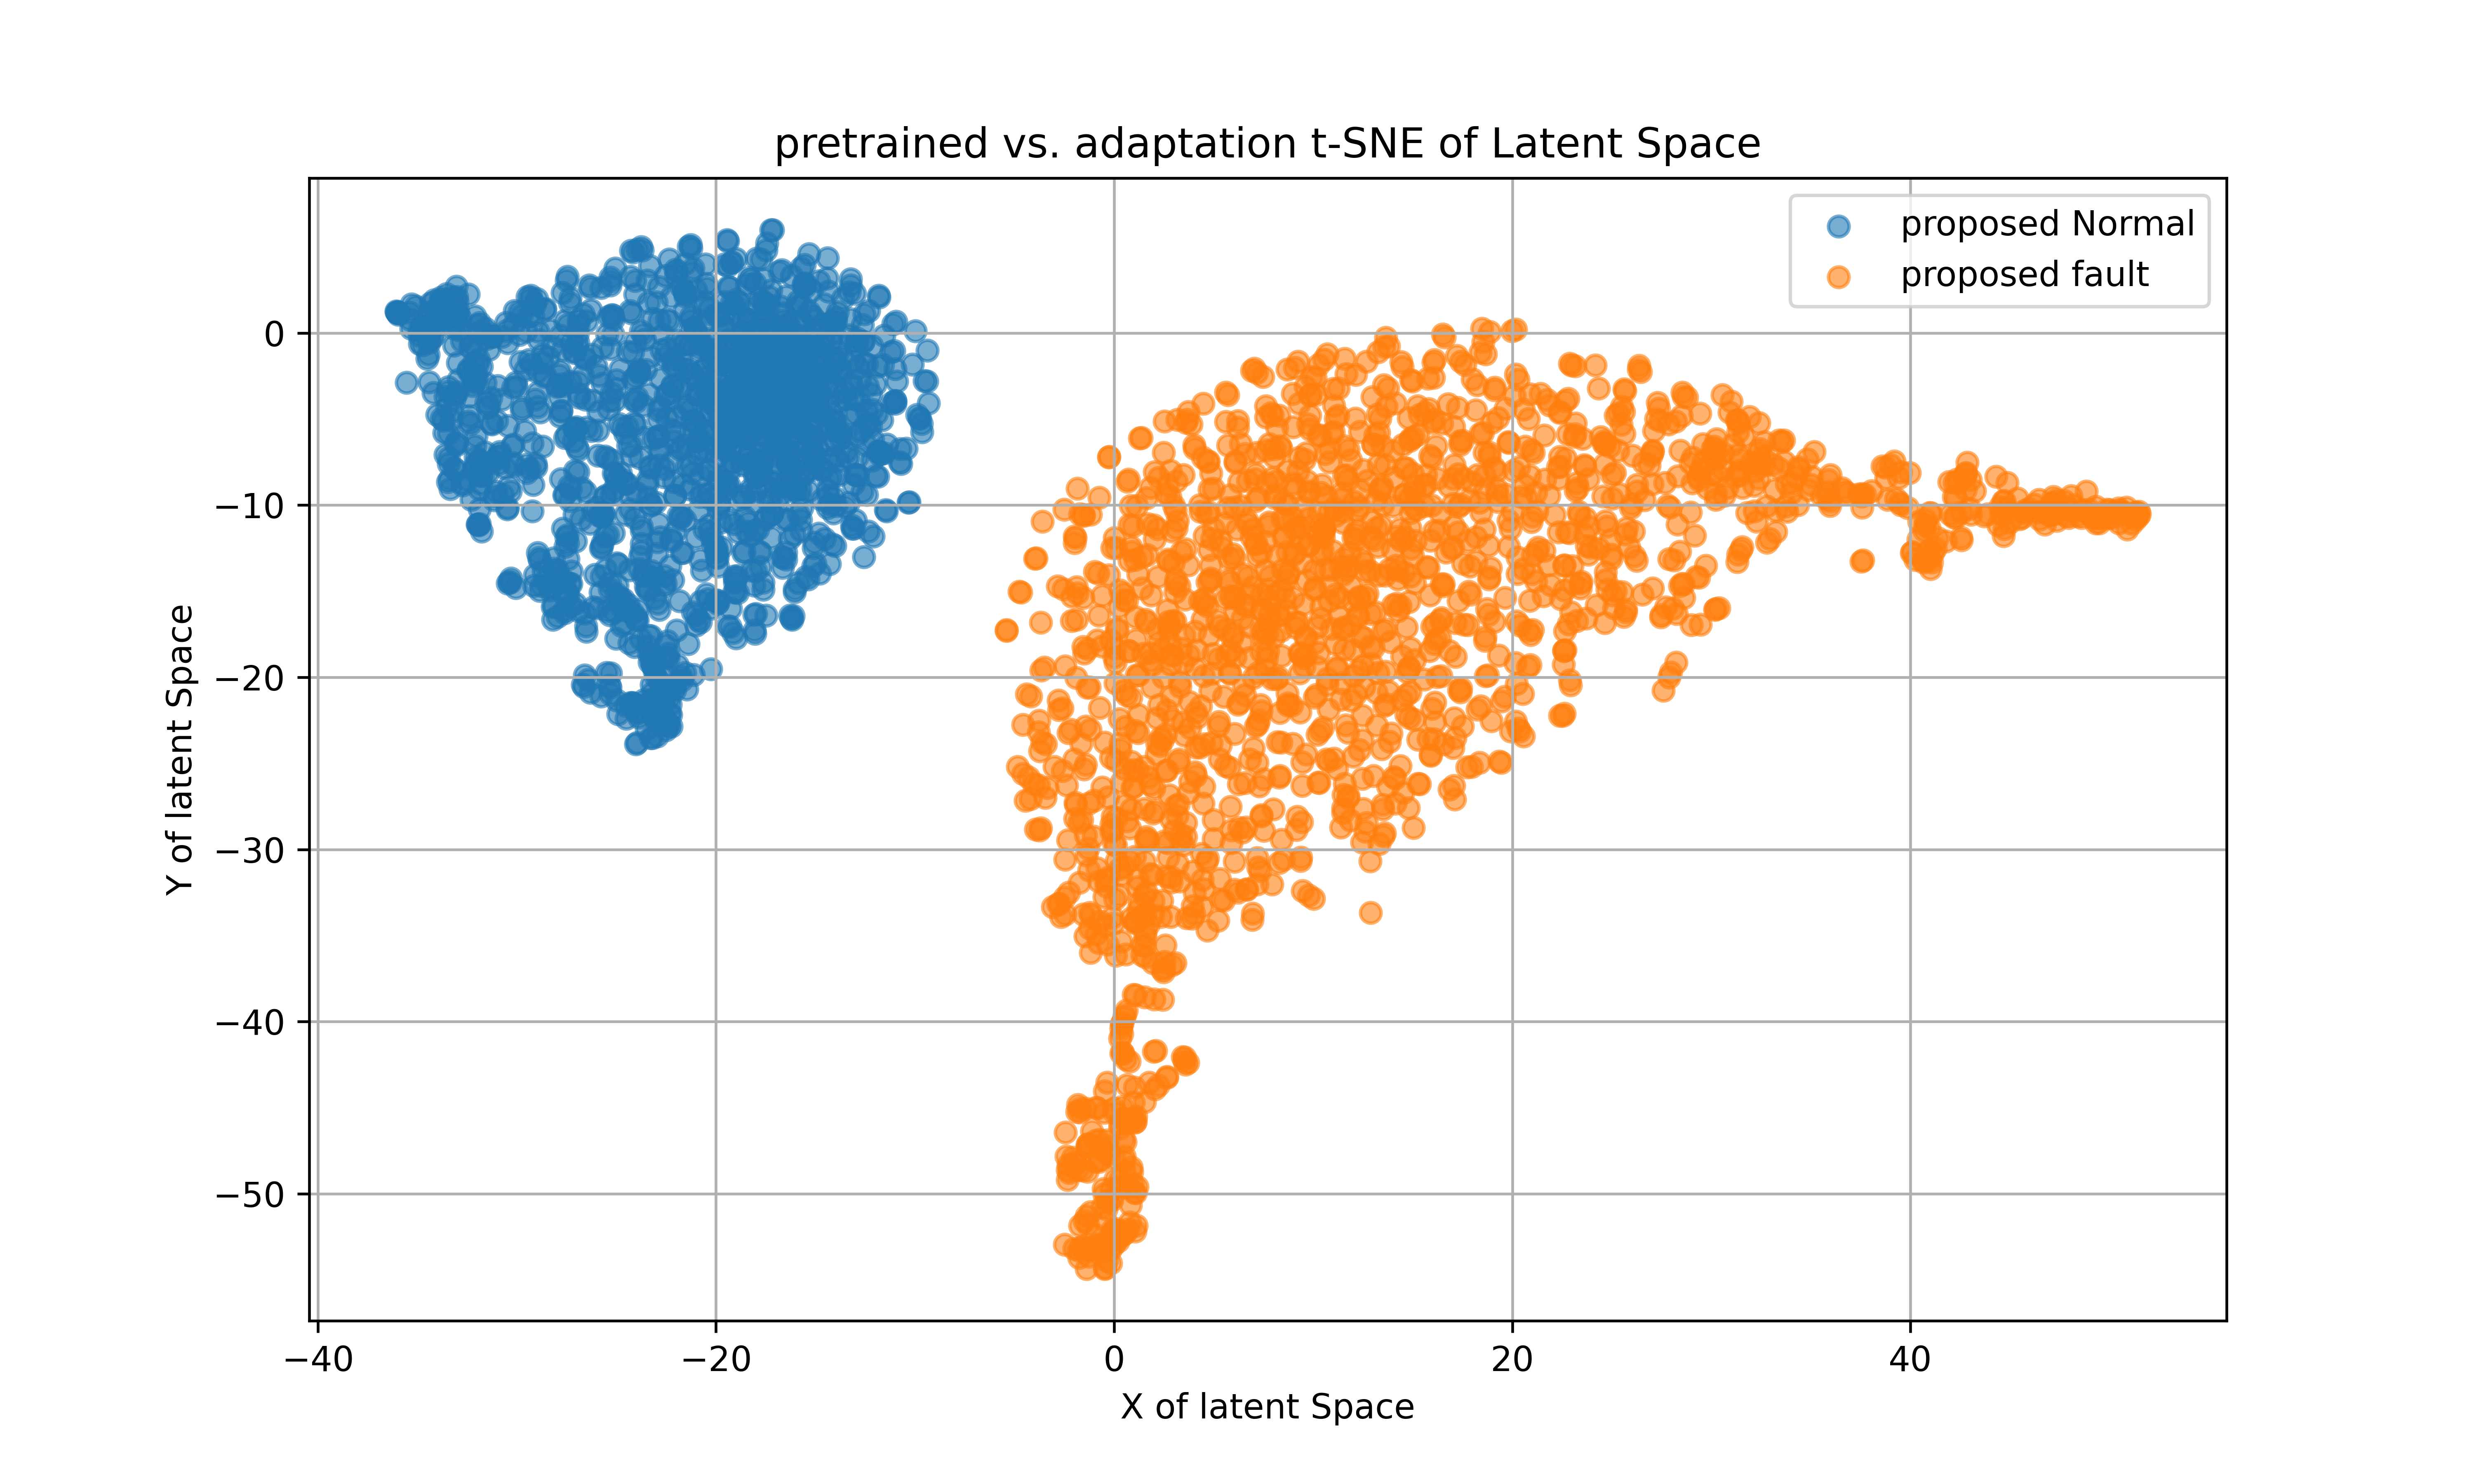 pretrained vs. adaptation t-SNE of Latent Space
proposed Normal
proposed fault
0
−10
−20
−30
−40
−50
Y of latent Space
−40
−20
0
20
40
X of latent Space